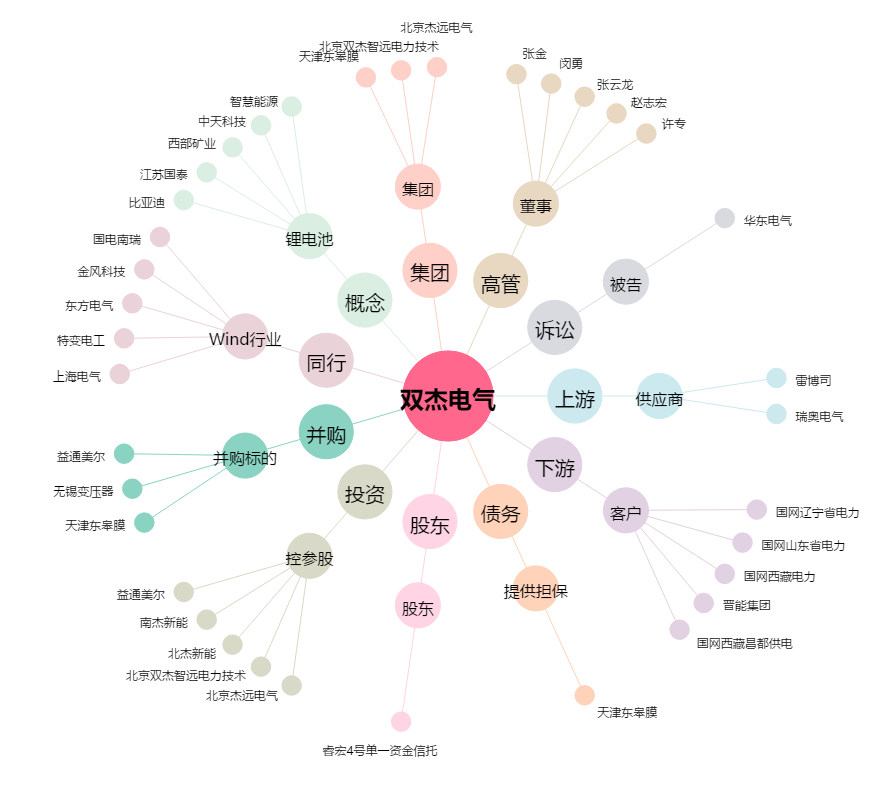 北京杰远电气
北京双杰智远电力技术
天津东皋膜
集团
集团
张金
闵勇
张云龙
赵志宏
许专
董事
高管
华东电气
被告
诉讼
雷博司
瑞奥电气
供应商
上游
国网辽宁省电力
国网山东省电力
国网西藏电力
晋能集团
国网西藏昌都供电
客户
下游
天津东皋膜
提供担保
债务
睿宏4号单一资金信托
股东
股东
益通美尔
南杰新能
北杰新能
北京双杰智远电力技术
北京杰远电气
控参股
投资
益通美尔
无锡变压器
天津东皋膜
并购标的
并购
国电南瑞
金风科技
东方电气
特变电工
上海电气
Wind行业
同行
智慧能源
中天科技
西部矿业
江苏国泰
比亚迪
锂电池
概念
双杰电气